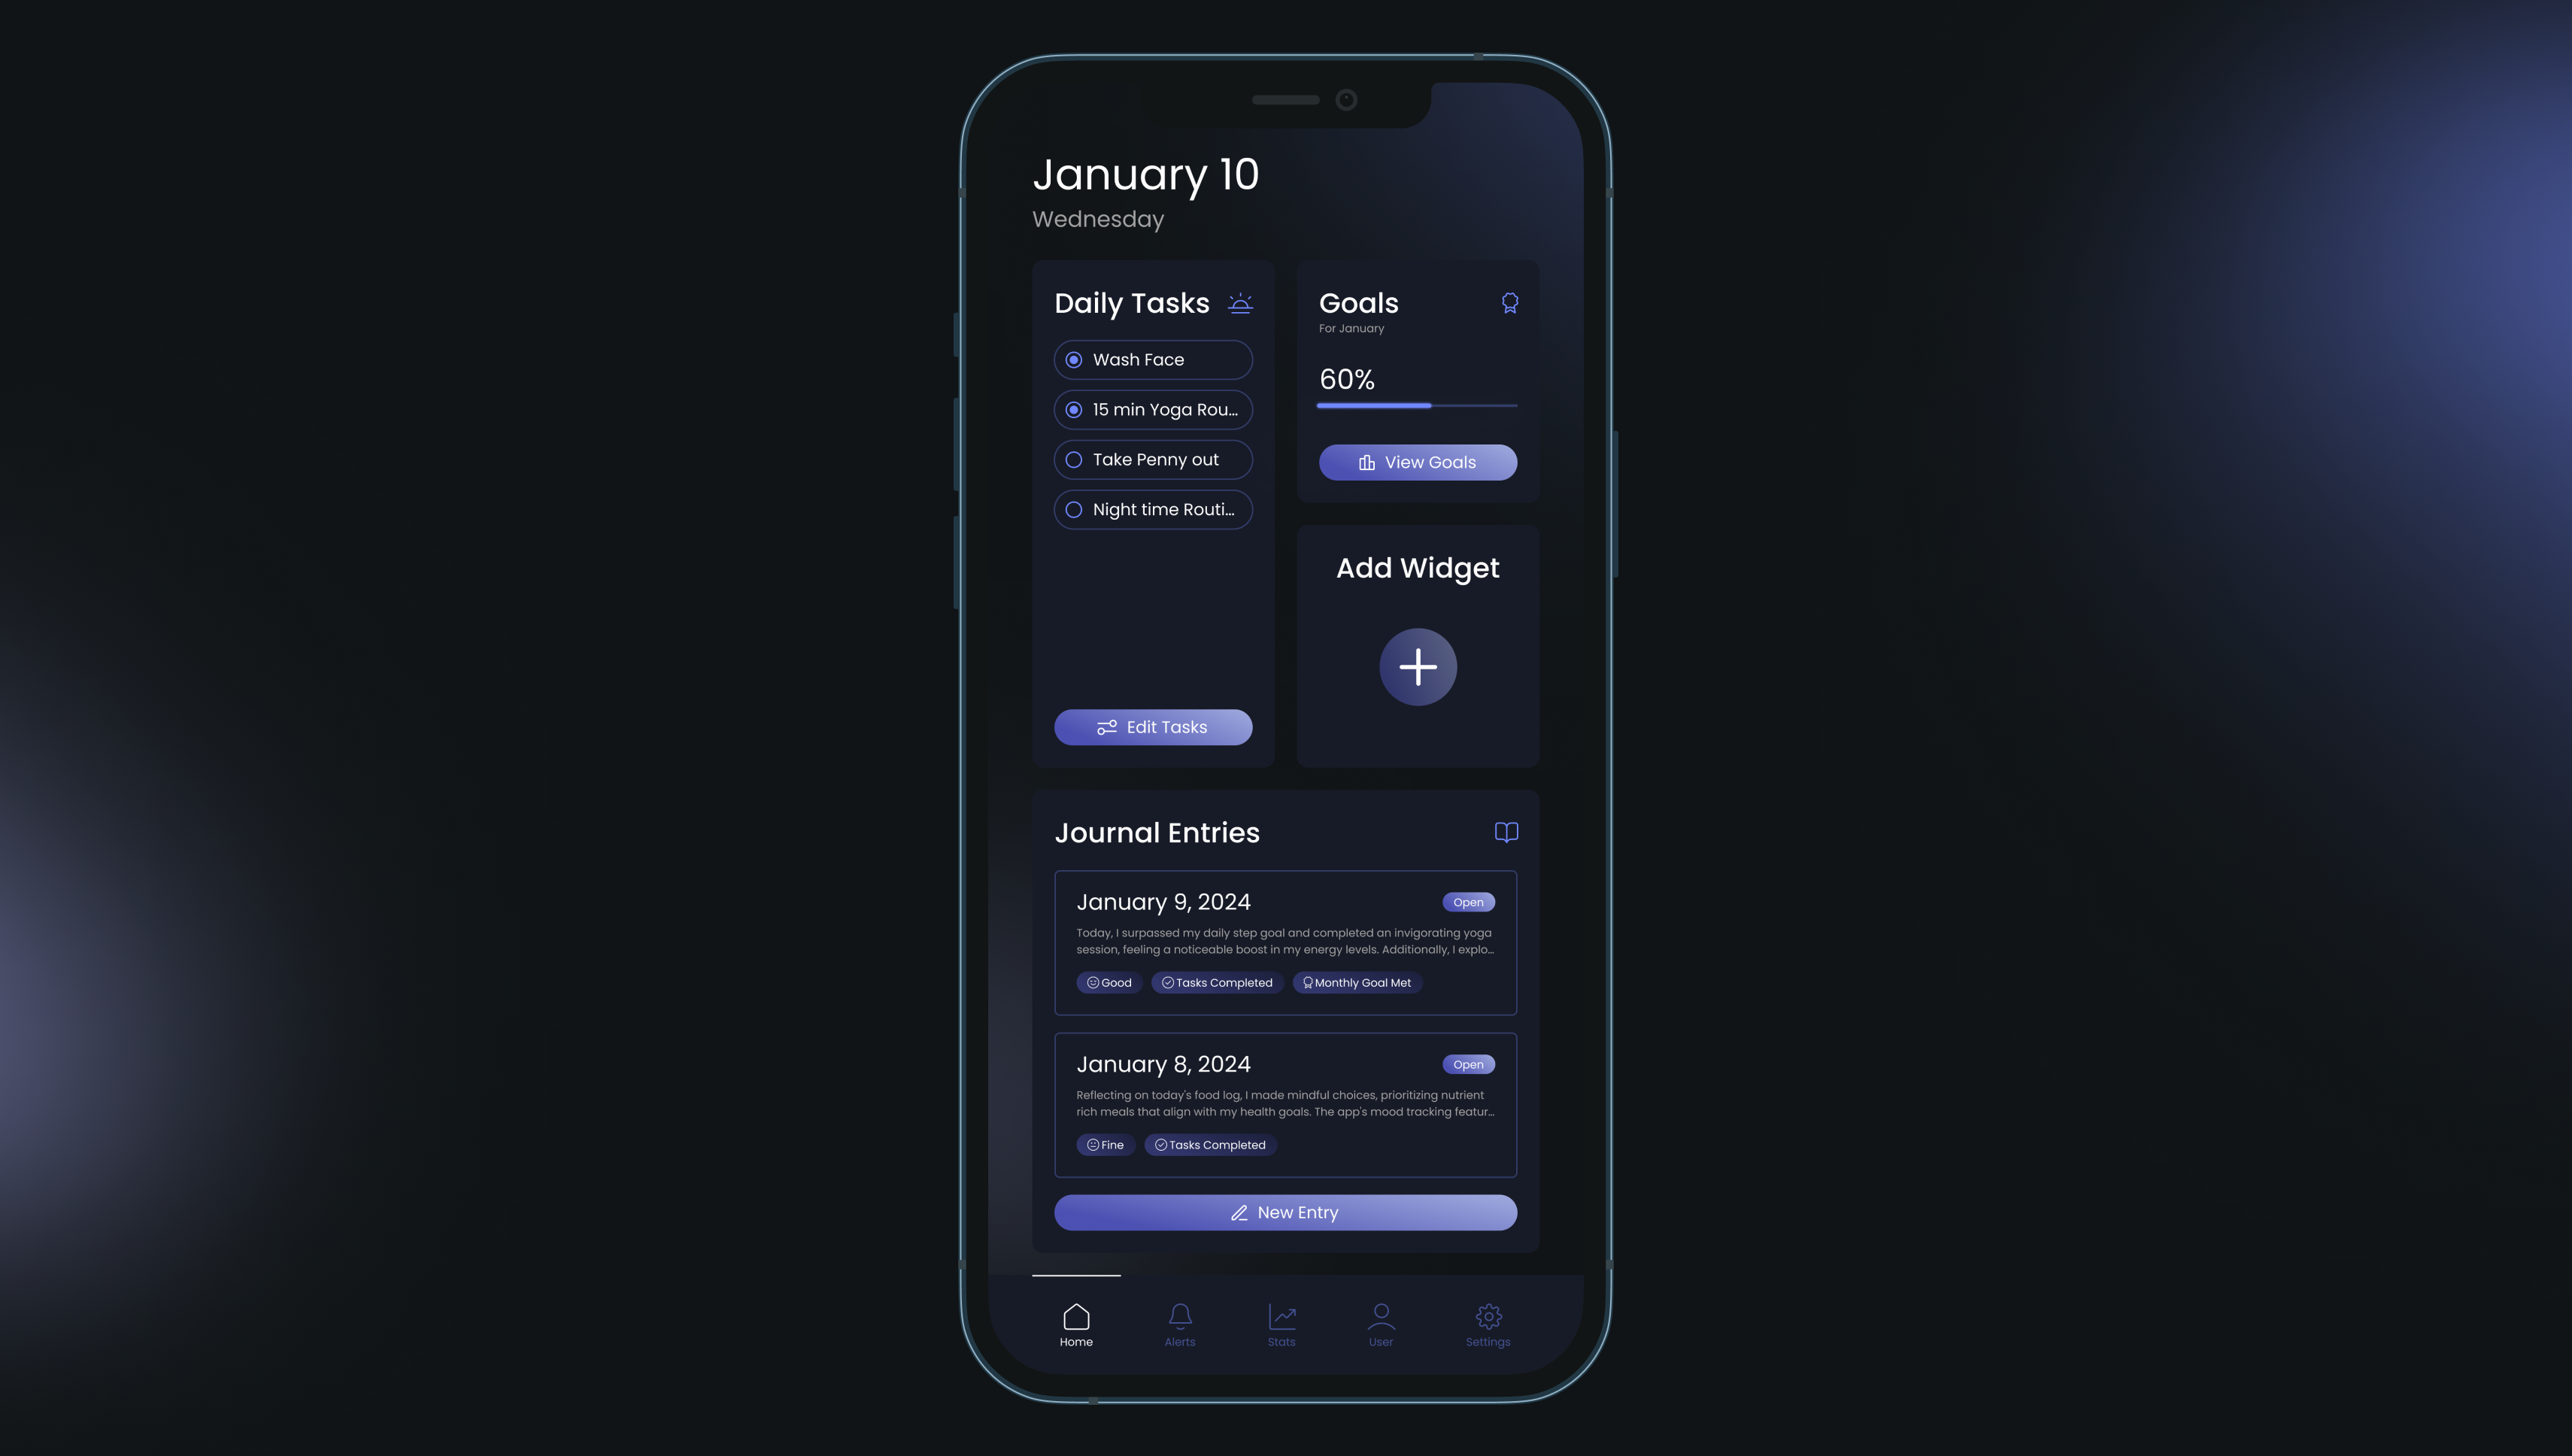 January 10
Wednesday
Daily Tasks
Wash Face
15 min Yoga Rou...
Take Penny out
Night time Routi...
Edit Tasks
Goals
For January
60%
View Goals
Add Widget
Journal Entries
January 9, 2024
Open
Today, I surpassed my daily step goal and completed an invigorating yoga
session, feeling a noticeable boost in my energy levels. Additionally, I explo...
Good
Tasks Completed
Monthly Goal Met
January 8, 2024
Open
Reflecting on today's food log, I made mindful choices, prioritizing nutrient
rich meals that align with my health goals. The app's mood tracking featur...
Fine
Tasks Completed
New Entry
Home
Alerts
Stats
User
Settings